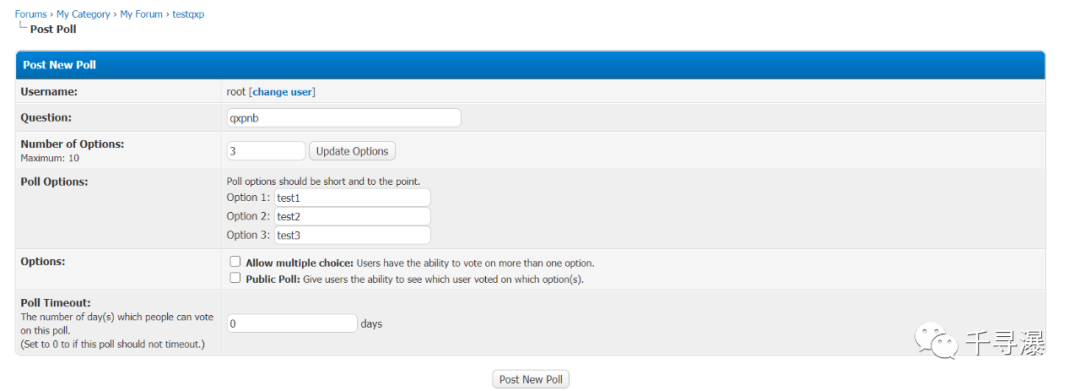 Forums › My Category › My Forum › testqxp
Post Poll
Post New Poll
Username: root [change user]
Question: qxpnb
Number of Options:
Maximum: 10
3 Update Options
Poll Options: Poll options should be short and to the point.
Option 1: test1
Option 2: test2
Option 3: test3
Options: Allow multiple choice: Users have the ability to vote on more than one option.
Public Poll: Give users the ability to see which user voted on which option(s).
Poll Timeout:
The number of day(s) which people can vote
on this poll.
(Set to 0 to if this poll should not timeout.)
0 days
千寻瀑
Post New Poll